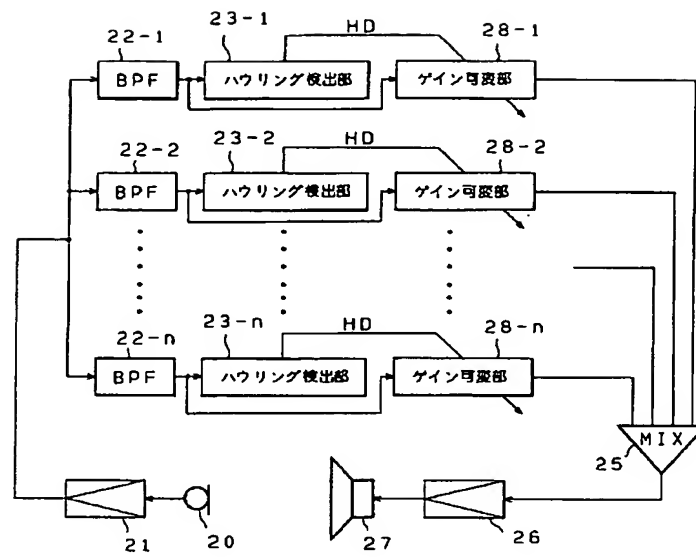 23-1
HD
28-1
22-1
BPF
ハウリング検出部
ゲイン可変部
23-2
HD
28-2
22-2
BPF
ハウリング検出部
ゲイン可変部
23-n
HD
28-n
22-n
BPF
ハウリング検出部
ゲイン可変部
MIX
25
21
20
27
26